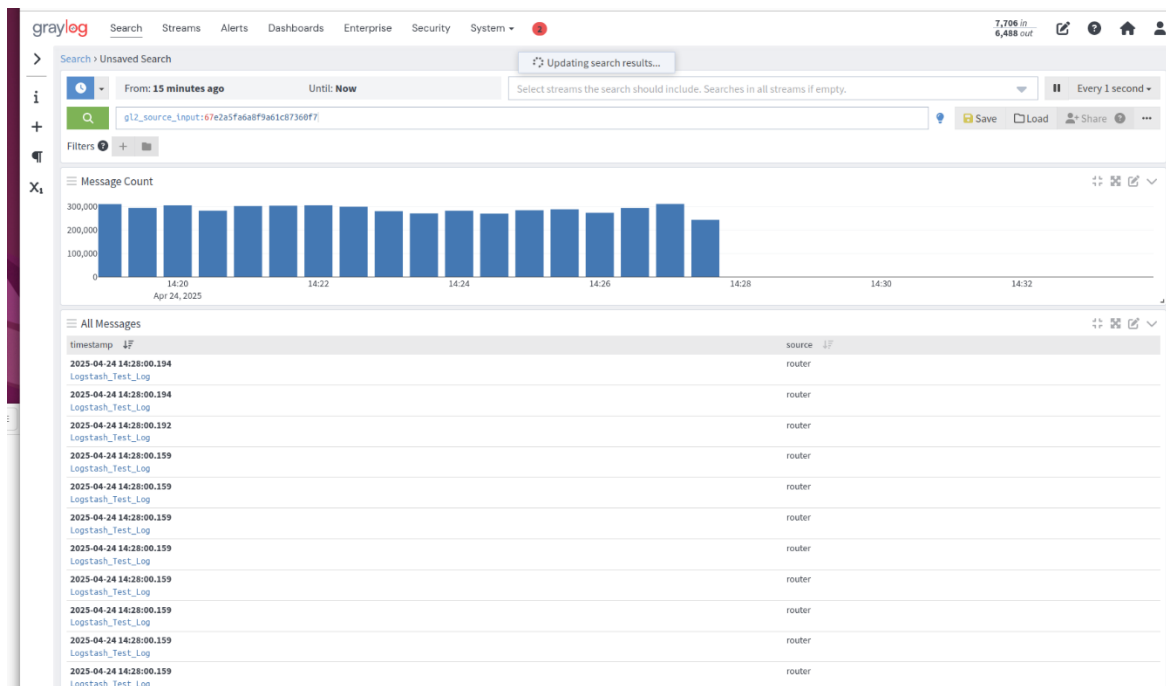 graylog Search Streams Alerts Dashboards Enterprise Security System 2 7,706 in
6,488 out
Search > Unsaved Search
Updating search results...
From: 15 minutes ago Until: Now Select streams the search should include. Searches in all streams if empty. Every 1 second
gl2_source_input:67e2a5fa6a8f9a61c87360f7 Save Load Share ...
Filters
Message Count
300,000
200,000
100,000
0
14:20 14:22 14:24 14:26 14:28 14:30 14:32
Apr 24, 2025
All Messages
timestamp source
2025-04-24 14:28:00.194 router
Logstash_Test_Log
2025-04-24 14:28:00.194 router
Logstash_Test_Log
2025-04-24 14:28:00.192 router
Logstash_Test_Log
2025-04-24 14:28:00.159 router
Logstash_Test_Log
2025-04-24 14:28:00.159 router
Logstash_Test_Log
2025-04-24 14:28:00.159 router
Logstash_Test_Log
2025-04-24 14:28:00.159 router
Logstash_Test_Log
2025-04-24 14:28:00.159 router
Logstash_Test_Log
2025-04-24 14:28:00.159 router
Logstash_Test_Log
2025-04-24 14:28:00.159 router
Logstash_Test_Log
2025-04-24 14:28:00.159 router
Logstash_Test_Log